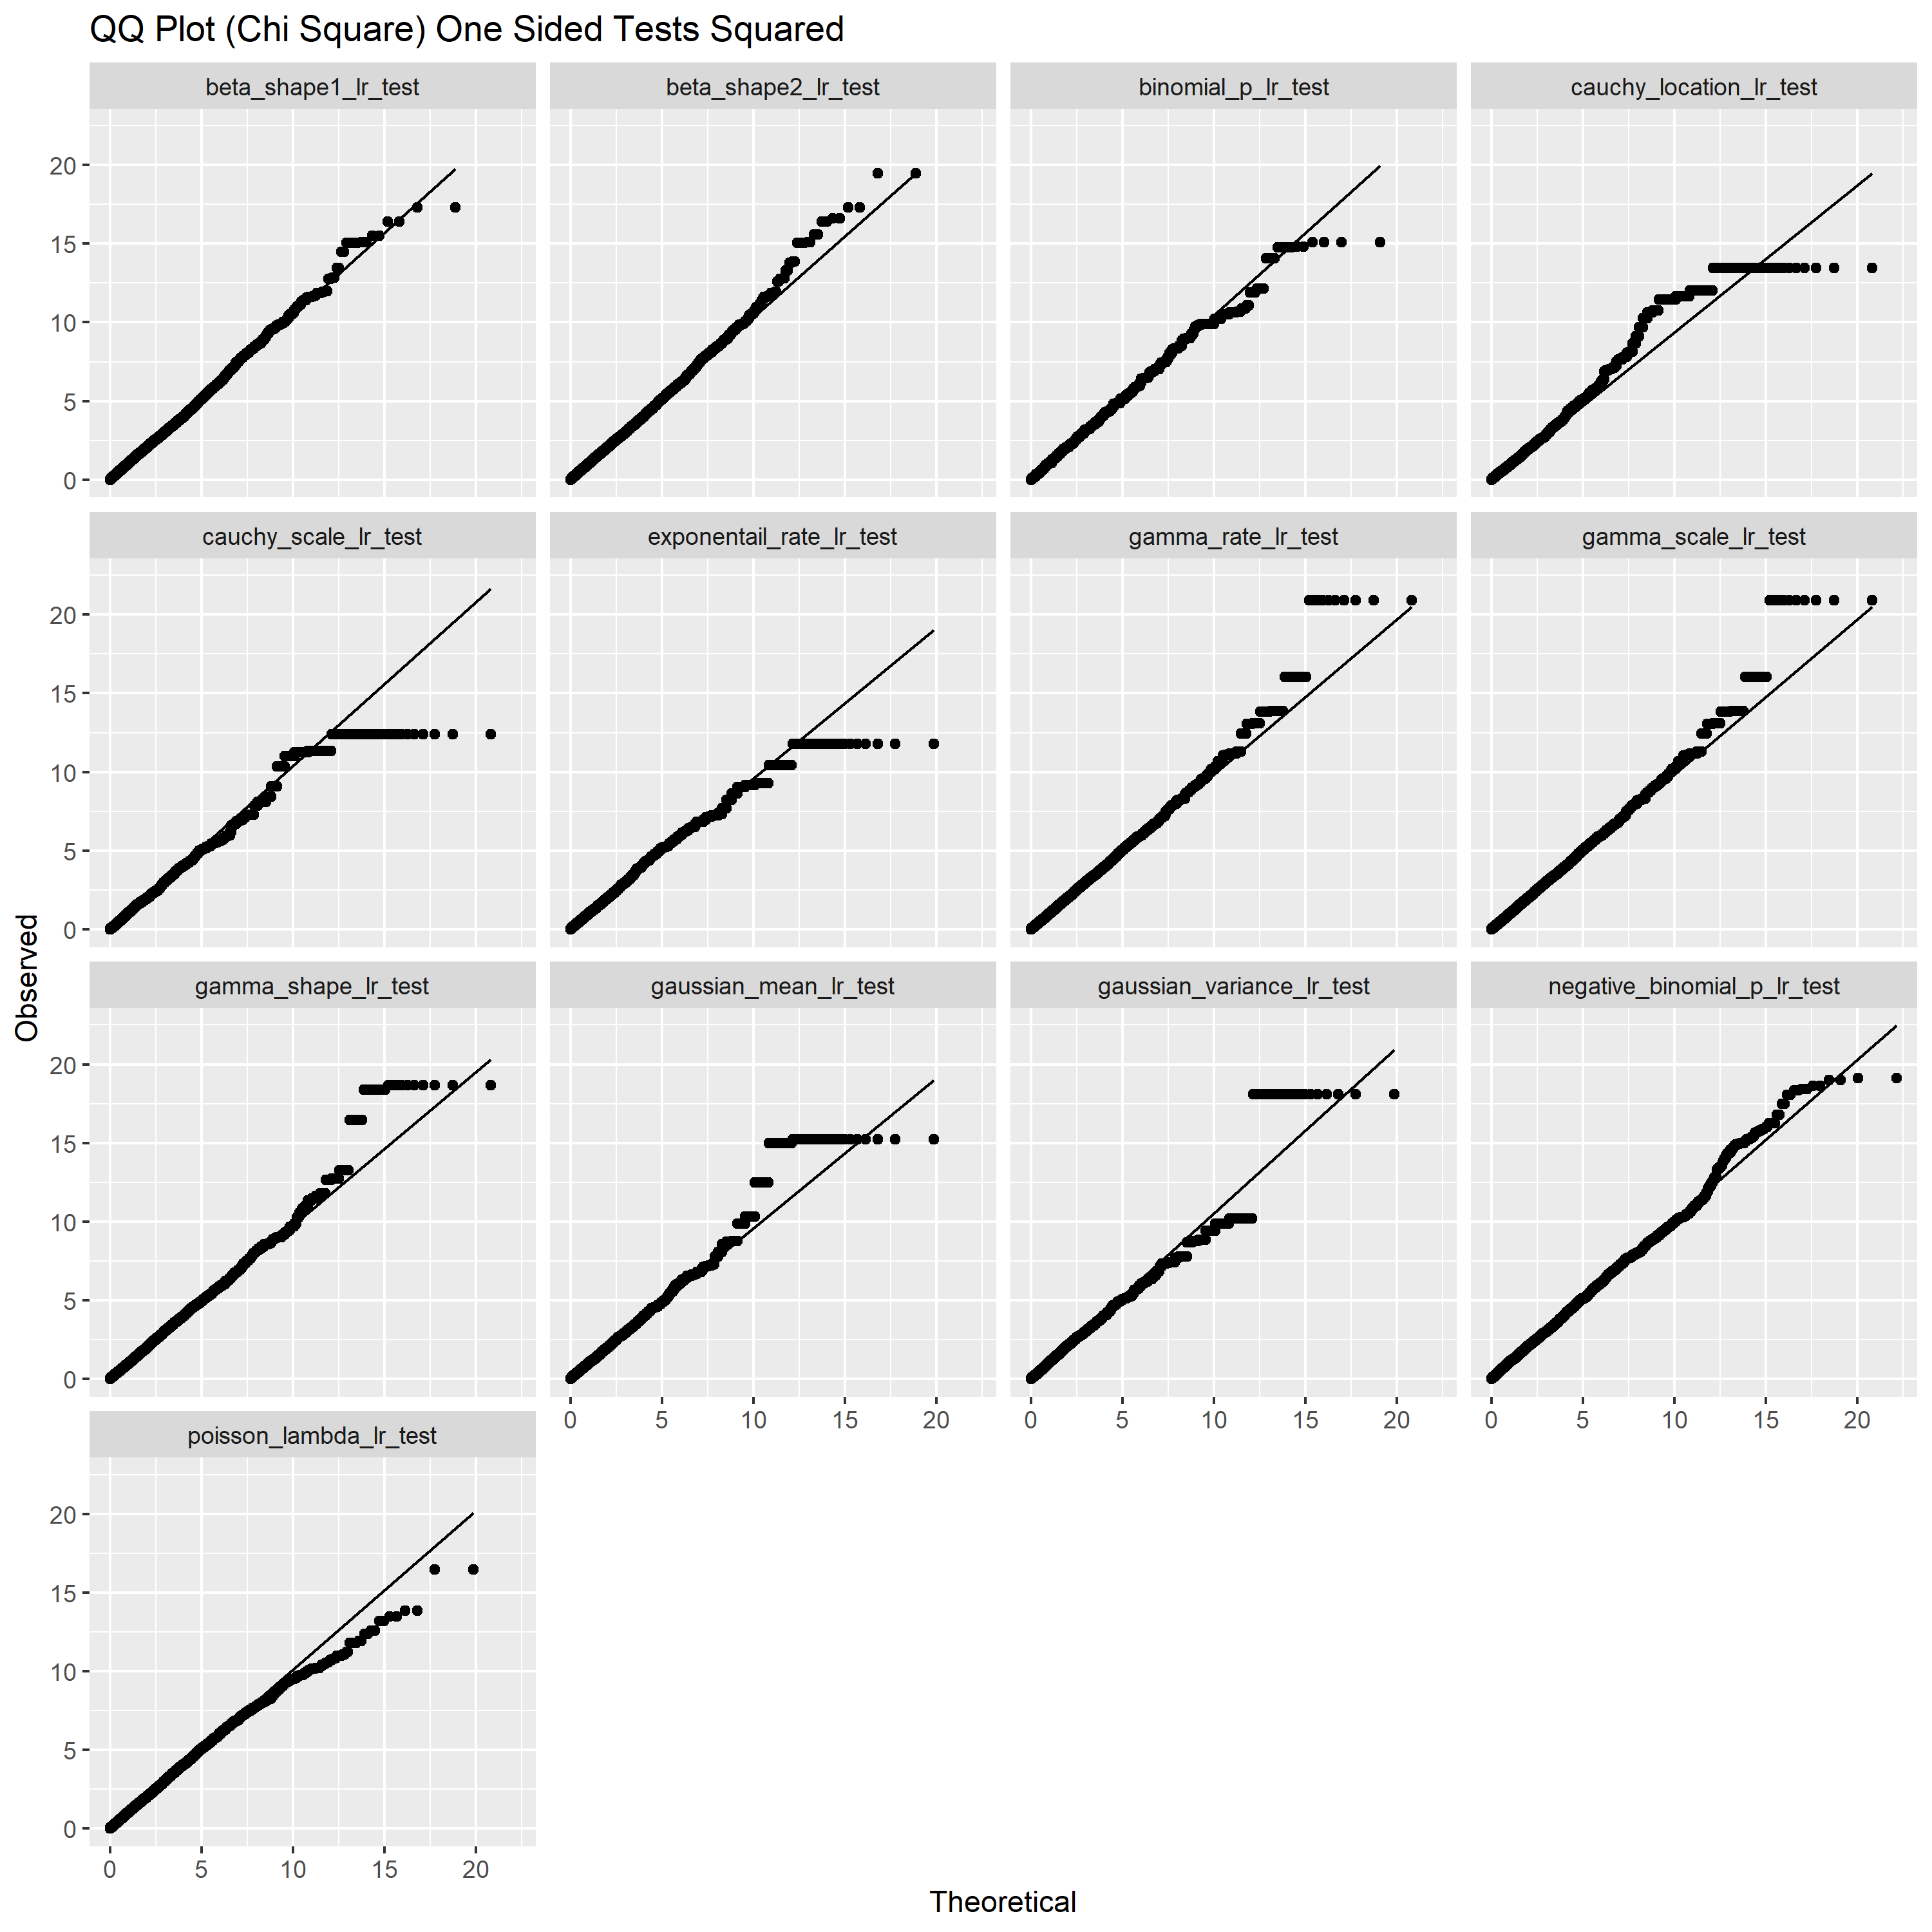 QQ Plot (Chi Square) One Sided Tests Squared
beta_shape1_lr_test
beta_shape2_lr_test
binomial_p_lr_test
cauchy_location_lr_test
20
15
10
5
0
cauchy_scale_lr_test
exponentail_rate_lr_test
gamma_rate_lr_test
gamma_scale_lr_test
20
15
10
5
0
Observed
gamma_shape_lr_test
gaussian_mean_lr_test
gaussian_variance_lr_test
negative_binomial_p_lr_test
20
15
10
5
0
0 5 10 15 20
0 5 10 15 20
0 5 10 15 20
poisson_lambda_lr_test
20
15
10
5
0
0 5 10 15 20
Theoretical